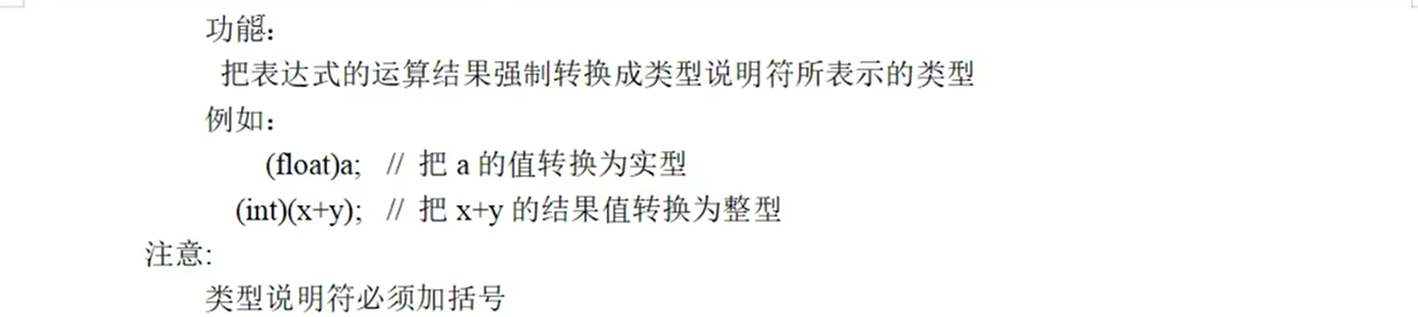 功能：
把表达式的运算结果强制转换成类型说明符所表示的类型
例如：
(float)a; // 把 a 的值转换为实型
(int)(x+y); // 把 x+y 的结果值转换为整型
注意:
类型说明符必须加括号